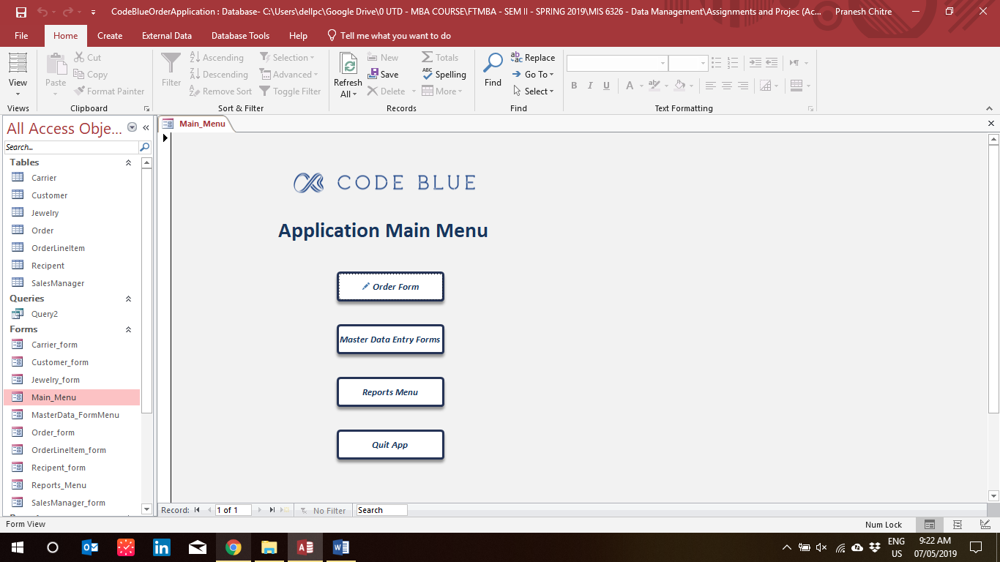 CodeBlueOrderApplication : Database- C:\Users\dellpc\Google Drive\0 UTD - MBA COURSE\FTMBA - SEM II - SPRING 2019\MIS 6326 - Data Management\Assignments and Projec (Ac... Pranesh Chitre
File Home Create External Data Database Tools Help Tell me what you want to do
View
Views
Paste
Cut
Copy
Format Painter
Clipboard
Filter
Ascending
Descending
Remove Sort
Selection
Advanced
Toggle Filter
Sort & Filter
Refresh
All
New
Save
Delete
Totals
Spelling
More
Records
Find
Replace
Go To
Select
Find
B I U A
Text Formatting
All Access Obje...
Search...
Tables
Carrier
Customer
Jewelry
Order
OrderLineItem
Recipent
SalesManager
Queries
Query2
Forms
Carrier_form
Customer_form
Jewelry_form
Main_Menu
MasterData_FormMenu
Order_form
OrderLineItem_form
Recipent_form
Reports_Menu
SalesManager_form
Main_Menu
CODE BLUE
Application Main Menu
Order Form
Master Data Entry Forms
Reports Menu
Quit App
Record: 1 of 1 No Filter Search
Form View Num Lock
ENG
US
9:22 AM
07/05/2019